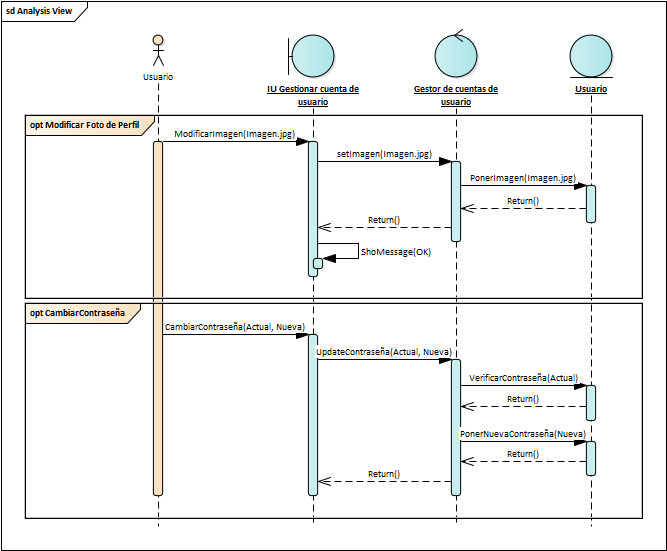 sd Analysis View
Usuario
IU Gestionar cuenta de
usuario
Gestor de cuentas de
usuario
Usuario
opt Modificar Foto de Perfil
ModificarImagen(Imagen.jpg)
setImagen(Imagen.jpg)
PonerImagen(Imagen.jpg)
Return()
Return()
ShoMessage(OK)
opt CambiarContraseña
CambiarContraseña(Actual, Nueva)
UpdateContraseña(Actual, Nueva)
VerificarContraseña(Actual)
Return()
PonerNuevaContraseña(Nueva)
Return()
Return()